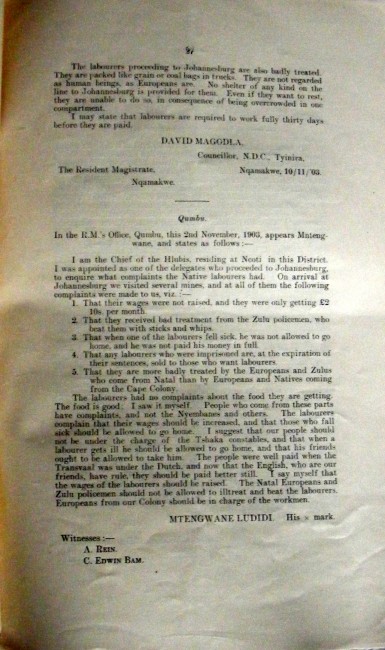 97
The labourers proceeding to Johannesburg are also badly treated.
They are packed like grain or coal bags in trucks. They are not regarded
as human beings, as Europeans are. No shelter of any kind on the
line to Johannesburg is provided for them. Even if they want to rest,
they are unable to do so, in consequence of being overcrowded in one
compartment.
I may state that labourers are required to work fully thirty days
before they are paid.
DAVID MAGODLA.
Councillor, N.D.C., Tyinira.
The Resident Magistrate, Nqamakwe, 10/11/03.
Nqamakwe.
Qumbu.
In the R.M.'s Office, Qumbu, this 2nd November, 1903, appears Mteng-
wane, and states as follows :—
I am the Chief of the Hlubis, residing at Ncoti in this District.
I was appointed as one of the delegates who proceeded to Johannesburg,
to enquire what complaints the Native labourers had. On arrival at
Johannesburg we visited several mines, and at all of them the following
complaints were made to us, viz. :—
1. That their wages were not raised, and they were only getting £2
10s. per month.
2. That they received bad treatment from the Zulu policemen, who
beat them with sticks and whips.
3. That when one of the labourers fell sick, he was not allowed to go
home, and he was not paid his money in full.
4. That any labourers who were imprisoned are, at the expiration of
their sentences, sold to those who want labourers.
5. That they are more badly treated by the Europeans and Zulus
who come from Natal than by Europeans and Natives coming
from the Cape Colony.
The labourers had no complaints about the food they are getting.
The food is good; I saw it myself. People who come from these parts
have complaints, and not the Nyembanes and others. The labourers
complain that their wages should be increased, and that those who fall
sick should be allowed to go home. I suggest that our people should
not be under the charge of the Tshaka constables, and that when a
labourer gets ill he should be allowed to go home, and that his friends
ought to be allowed to take him. The people were well paid when the
Transvaal was under the Dutch, and now that the English, who are our
friends, have rule, they should be paid better still. I say myself that
the wages of the labourers should be raised. The Natal Europeans and
Zulu policemen should not be allowed to illtreat and beat the labourers.
Europeans from our Colony should be in charge of the workmen.
MTENGWANE LUDIDI. His × mark.
Witnesses :—
A. REIN.
C. EDWIN BAM.